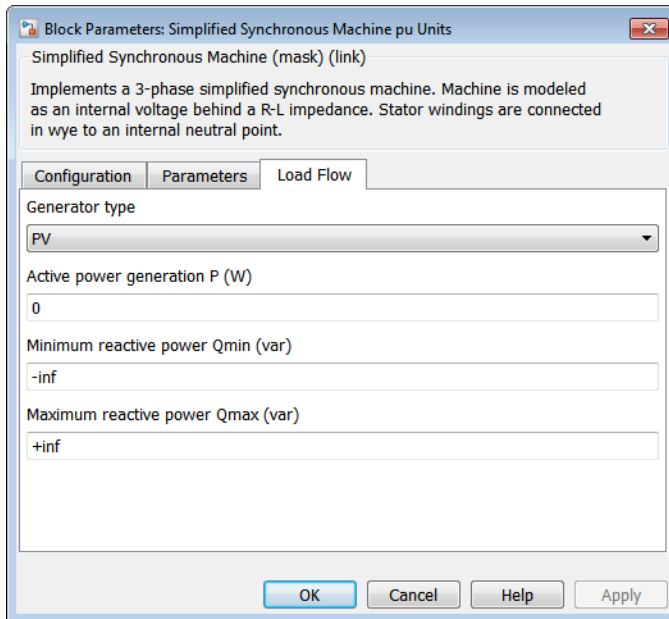 Block Parameters: Simplified Synchronous Machine pu Units
Simplified Synchronous Machine (mask) (link)
Implements a 3-phase simplified synchronous machine. Machine is modeled
as an internal voltage behind a R-L impedance. Stator windings are connected
in wye to an internal neutral point.
Configuration Parameters Load Flow
Generator type
PV
Active power generation P (W)
0
Minimum reactive power Qmin (var)
-inf
Maximum reactive power Qmax (var)
+inf
OK Cancel Help Apply